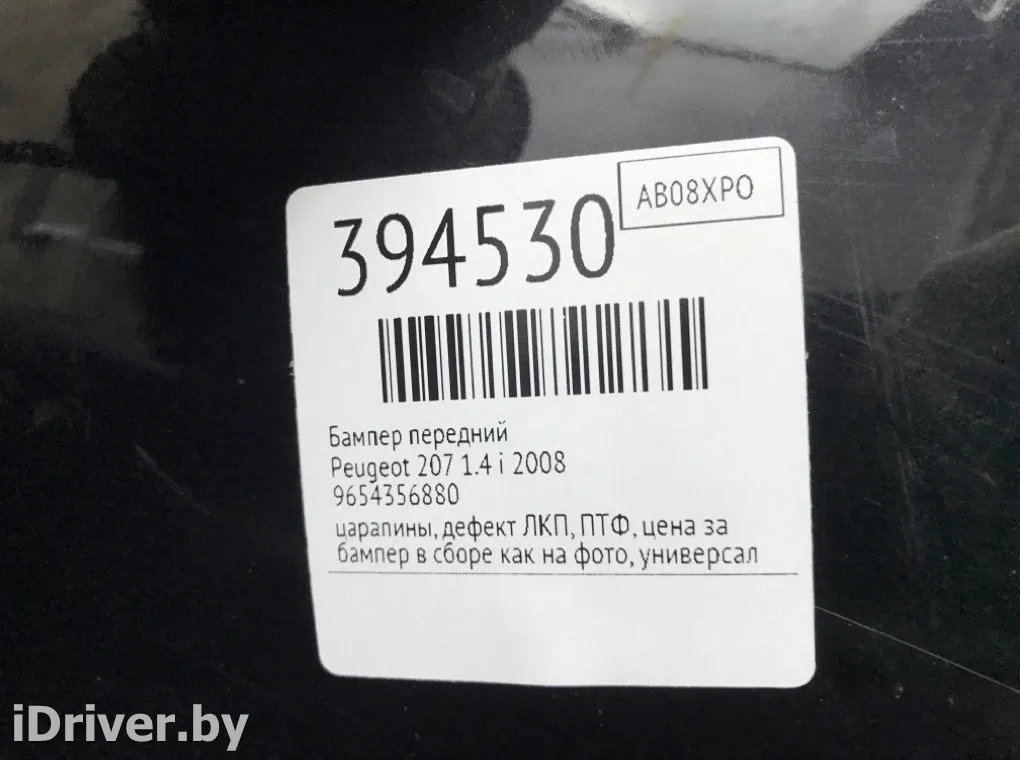 394530
AB08XPO
Бампер передний
Peugeot 207 1.4 i 2008
9654356880
царапины, дефект ЛКП, ПТФ, цена за
бампер в сборе как на фото, универсал
iDriver.by